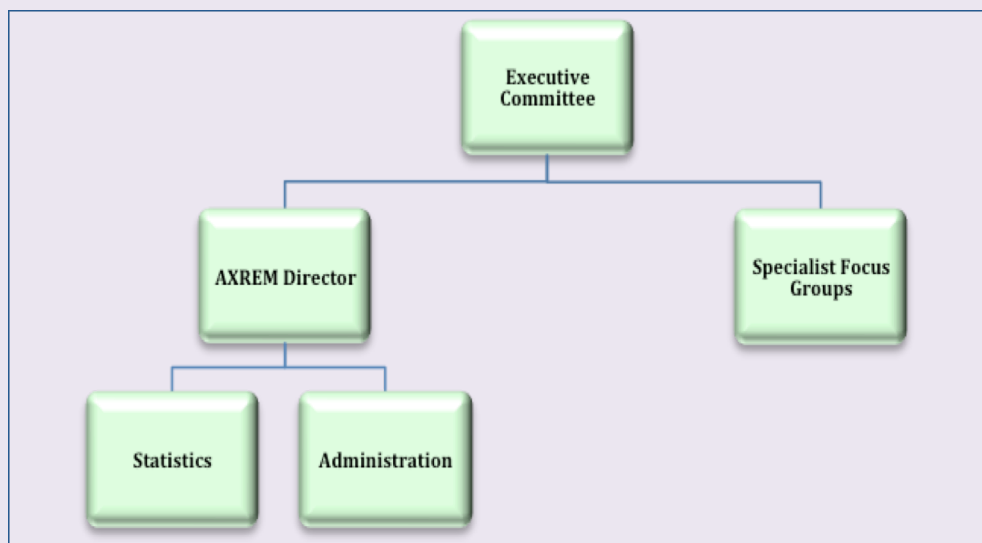 Executive
Committee
AXREM Director
Specialist Focus
Groups
Statistics
Administration